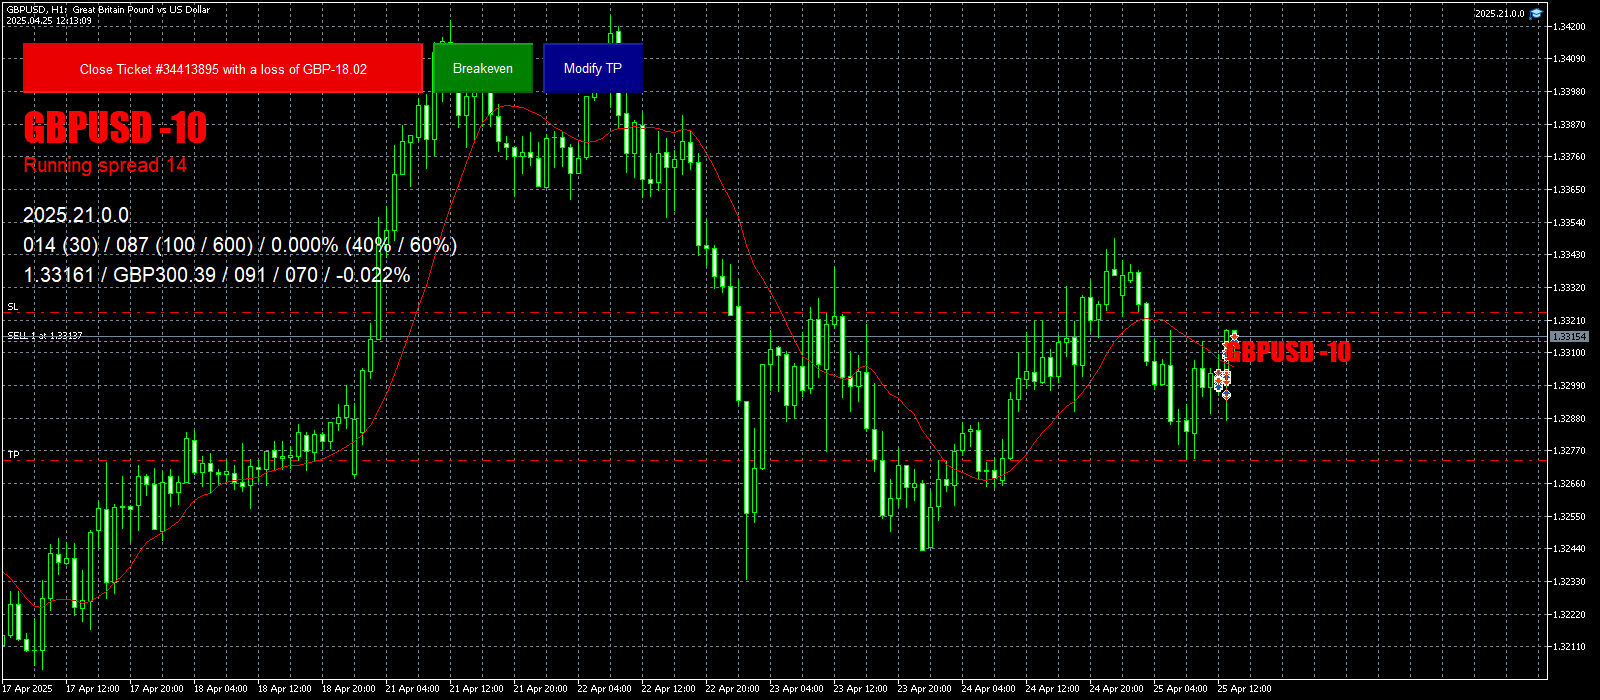 GBPUSD, H1: Great Britain Pound vs US Dollar
2025.04.25 12:13:09
2025.21.0.0
Close Ticket #34413895 with a loss of GBP-18.02
Breakeven
Modify TP
GBPUSD -10
Running spread 14
2025.21.0.0
014 (30) / 087 (100 / 600) / 0.000% (40% / 60%)
1.33161 / GBP300.39 / 091 / 070 / -0.022%
SL
SELL 1 at 1.33137
GBPUSD -10
TP
1.34200
1.34090
1.33980
1.33870
1.33760
1.33650
1.33540
1.33430
1.33320
1.33210
1.33154
1.33100
1.32990
1.32880
1.32770
1.32660
1.32550
1.32440
1.32330
1.32220
1.32110
17 Apr 2025
17 Apr 12:00
17 Apr 20:00
18 Apr 04:00
18 Apr 12:00
18 Apr 20:00
21 Apr 04:00
21 Apr 12:00
21 Apr 20:00
22 Apr 04:00
22 Apr 12:00
22 Apr 20:00
23 Apr 04:00
23 Apr 12:00
23 Apr 20:00
24 Apr 04:00
24 Apr 12:00
24 Apr 20:00
25 Apr 04:00
25 Apr 12:00